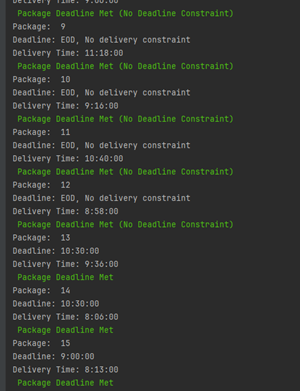 Delivery Time: 9:00:00
Package Deadline Met (No Deadline Constraint)
Package: 9
Deadline: EOD, No delivery constraint
Delivery Time: 11:18:00
Package Deadline Met (No Deadline Constraint)
Package: 10
Deadline: EOD, No delivery constraint
Delivery Time: 9:16:00
Package Deadline Met (No Deadline Constraint)
Package: 11
Deadline: EOD, No delivery constraint
Delivery Time: 10:40:00
Package Deadline Met (No Deadline Constraint)
Package: 12
Deadline: EOD, No delivery constraint
Delivery Time: 8:58:00
Package Deadline Met (No Deadline Constraint)
Package: 13
Deadline: 10:30:00
Delivery Time: 9:36:00
Package Deadline Met
Package: 14
Deadline: 10:30:00
Delivery Time: 8:06:00
Package Deadline Met
Package: 15
Deadline: 9:00:00
Delivery Time: 8:13:00
Package Deadline Met